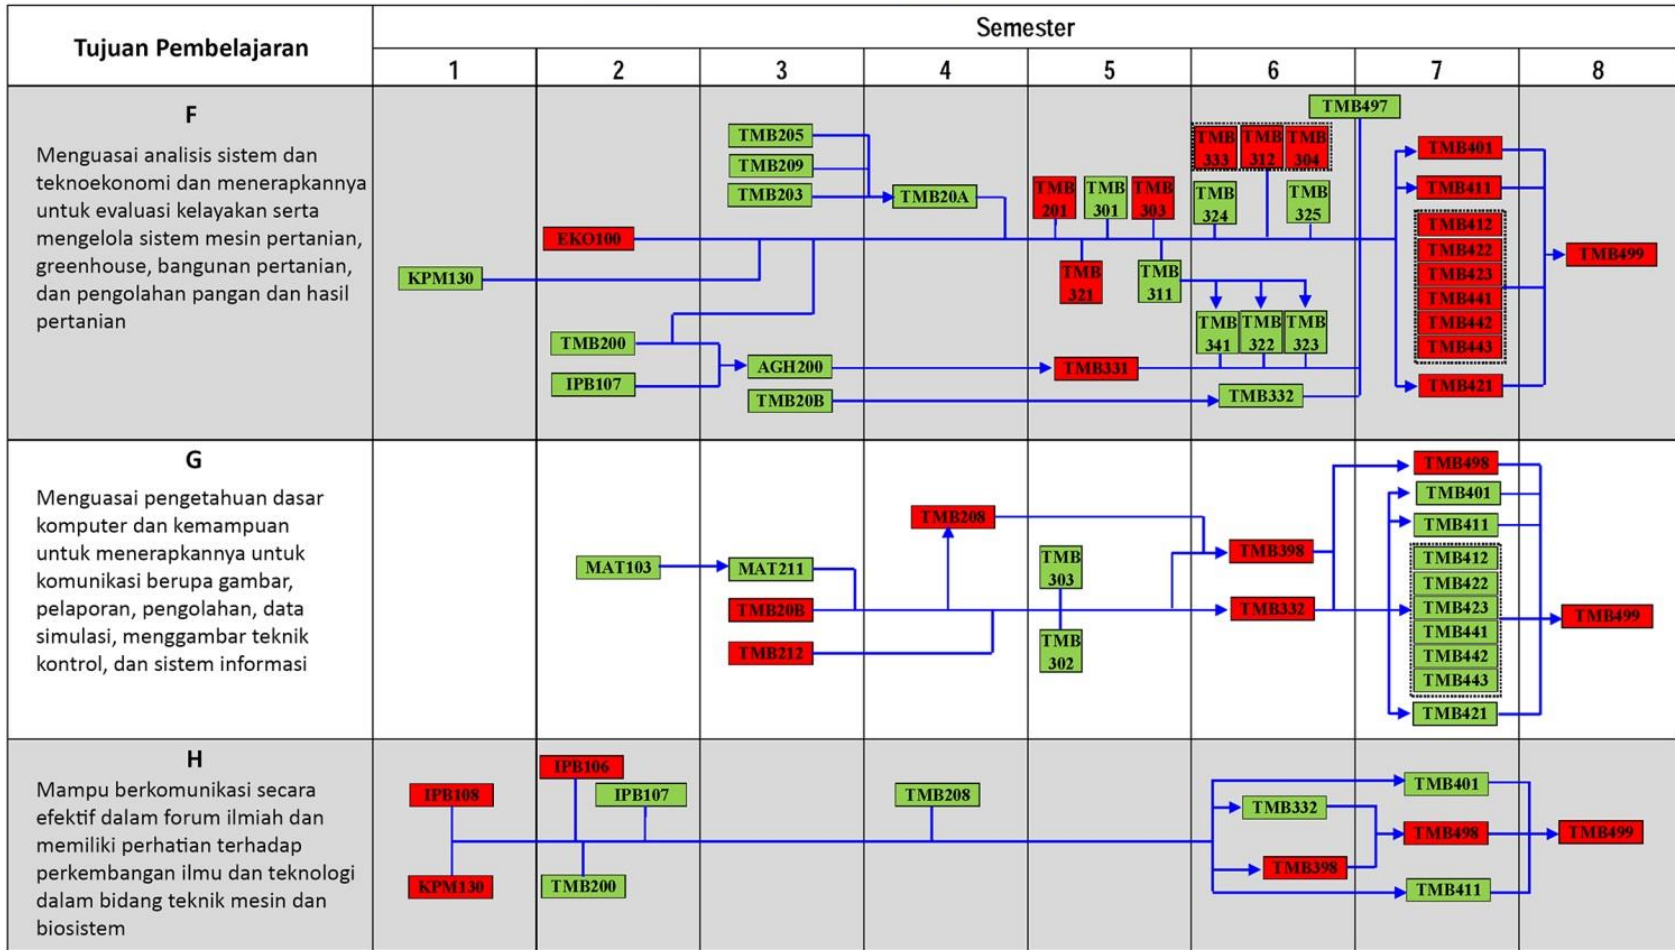 Tujuan Pembelajaran
Semester
1 2 3 4 5 6 7 8
F
Menguasai analisis sistem dan
teknoekonomi dan menerapkannya
untuk evaluasi kelayakan serta
mengelola sistem mesin pertanian,
greenhouse, bangunan pertanian,
dan pengolahan pangan dan hasil
pertanian
KPM130
EKO100
TMB200
IPB107
TMB205
TMB209
TMB203
AGH200
TMB20B
TMB20A
TMB
201
TMB
301
TMB
303
TMB
321
TMB
311
TMB331
TMB497
TMB
333
TMB
312
TMB
304
TMB
324
TMB
325
TMB
341
TMB
322
TMB
323
TMB332
TMB401
TMB411
TMB412
TMB422
TMB423
TMB441
TMB442
TMB443
TMB421
TMB499
G
Menguasai pengetahuan dasar
komputer dan kemampuan
untuk menerapkannya untuk
komunikasi berupa gambar,
pelaporan, pengolahan, data
simulasi, menggambar teknik
kontrol, dan sistem informasi
MAT103
MAT211
TMB20B
TMB212
TMB208
TMB
303
TMB
302
TMB398
TMB332
TMB498
TMB401
TMB411
TMB412
TMB422
TMB423
TMB441
TMB442
TMB443
TMB421
TMB499
H
Mampu berkomunikasi secara
efektif dalam forum ilmiah dan
memiliki perhatian terhadap
perkembangan ilmu dan teknologi
dalam bidang teknik mesin dan
biosistem
IPB108
KPM130
IPB106
IPB107
TMB200
TMB208
TMB332
TMB398
TMB401
TMB498
TMB411
TMB499